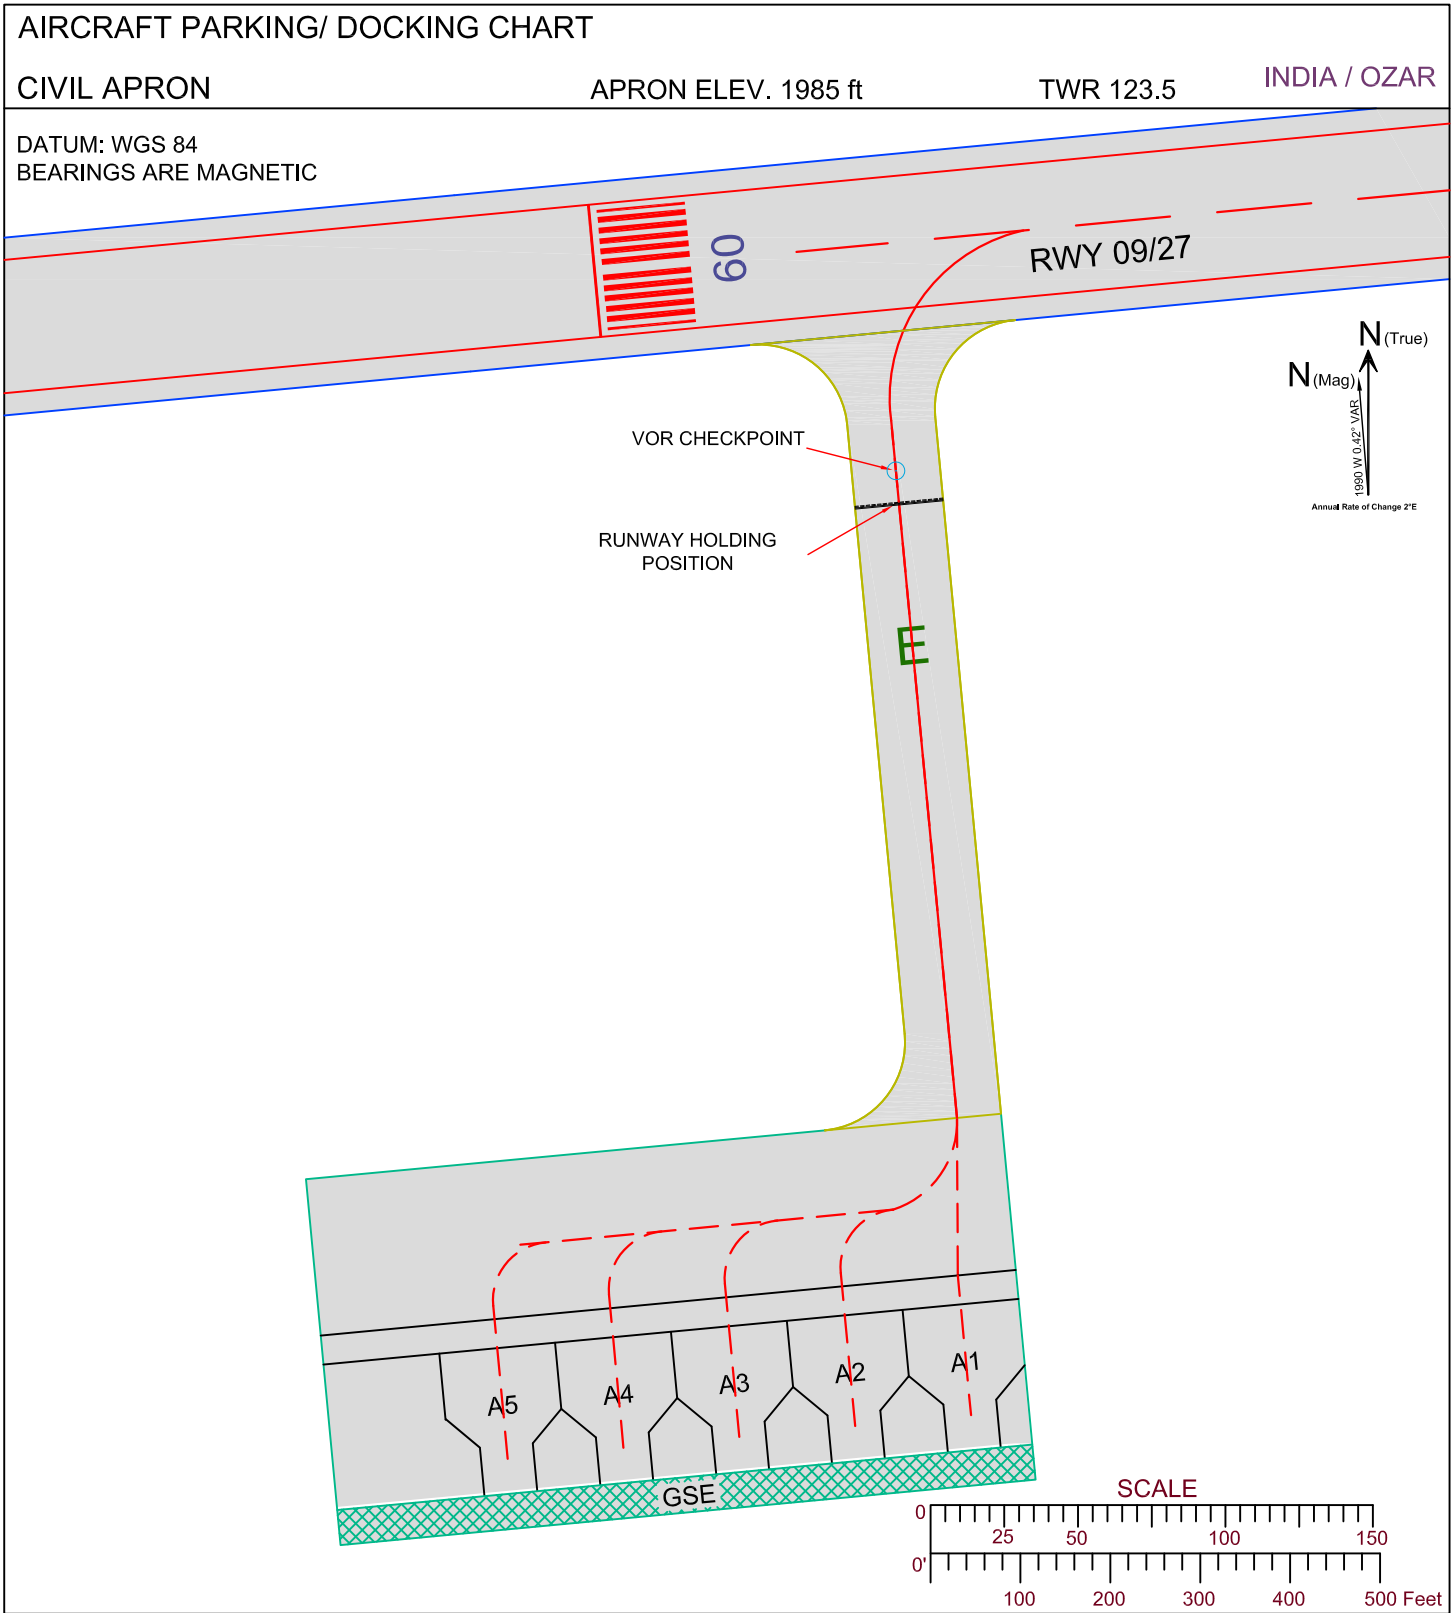 AIRCRAFT PARKING/ DOCKING CHART
CIVIL APRON
APRON ELEV. 1985 ft
TWR 123.5
INDIA / OZAR
DATUM: WGS 84
BEARINGS ARE MAGNETIC
09
RWY 09/27
N (True)
N (Mag)
1990 W 0.42° VAR
Annual Rate of Change 2'E
VOR CHECKPOINT
RUNWAY HOLDING
POSITION
E
A5
A4
A3
A2
A1
GSE
SCALE
0
25
50
100
150
0'
100
200
300
400
500 Feet